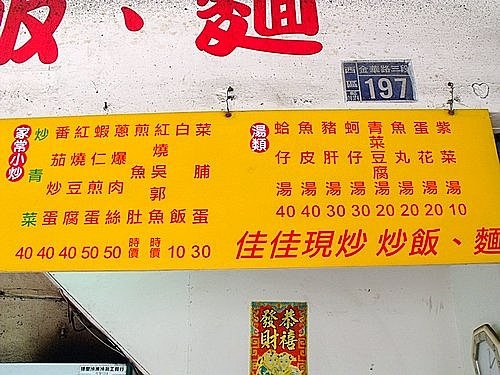 飯、麵
金華路三段
197
家常小炒
炒青菜 40
番茄炒蛋 40
紅燒豆腐 40
蝦仁煎蛋 50
蔥爆肉絲 50
煎魚肚 時價
紅燒吳郭魚 時價
白飯 10
菜脯蛋 30
湯類
蛤仔湯 40
魚皮湯 40
豬肝湯 30
蚵仔湯 40
青菜豆腐湯 20
魚丸湯 20
蛋花湯 20
紫菜湯 10
佳佳現炒 炒飯、麵
恭禧
發財